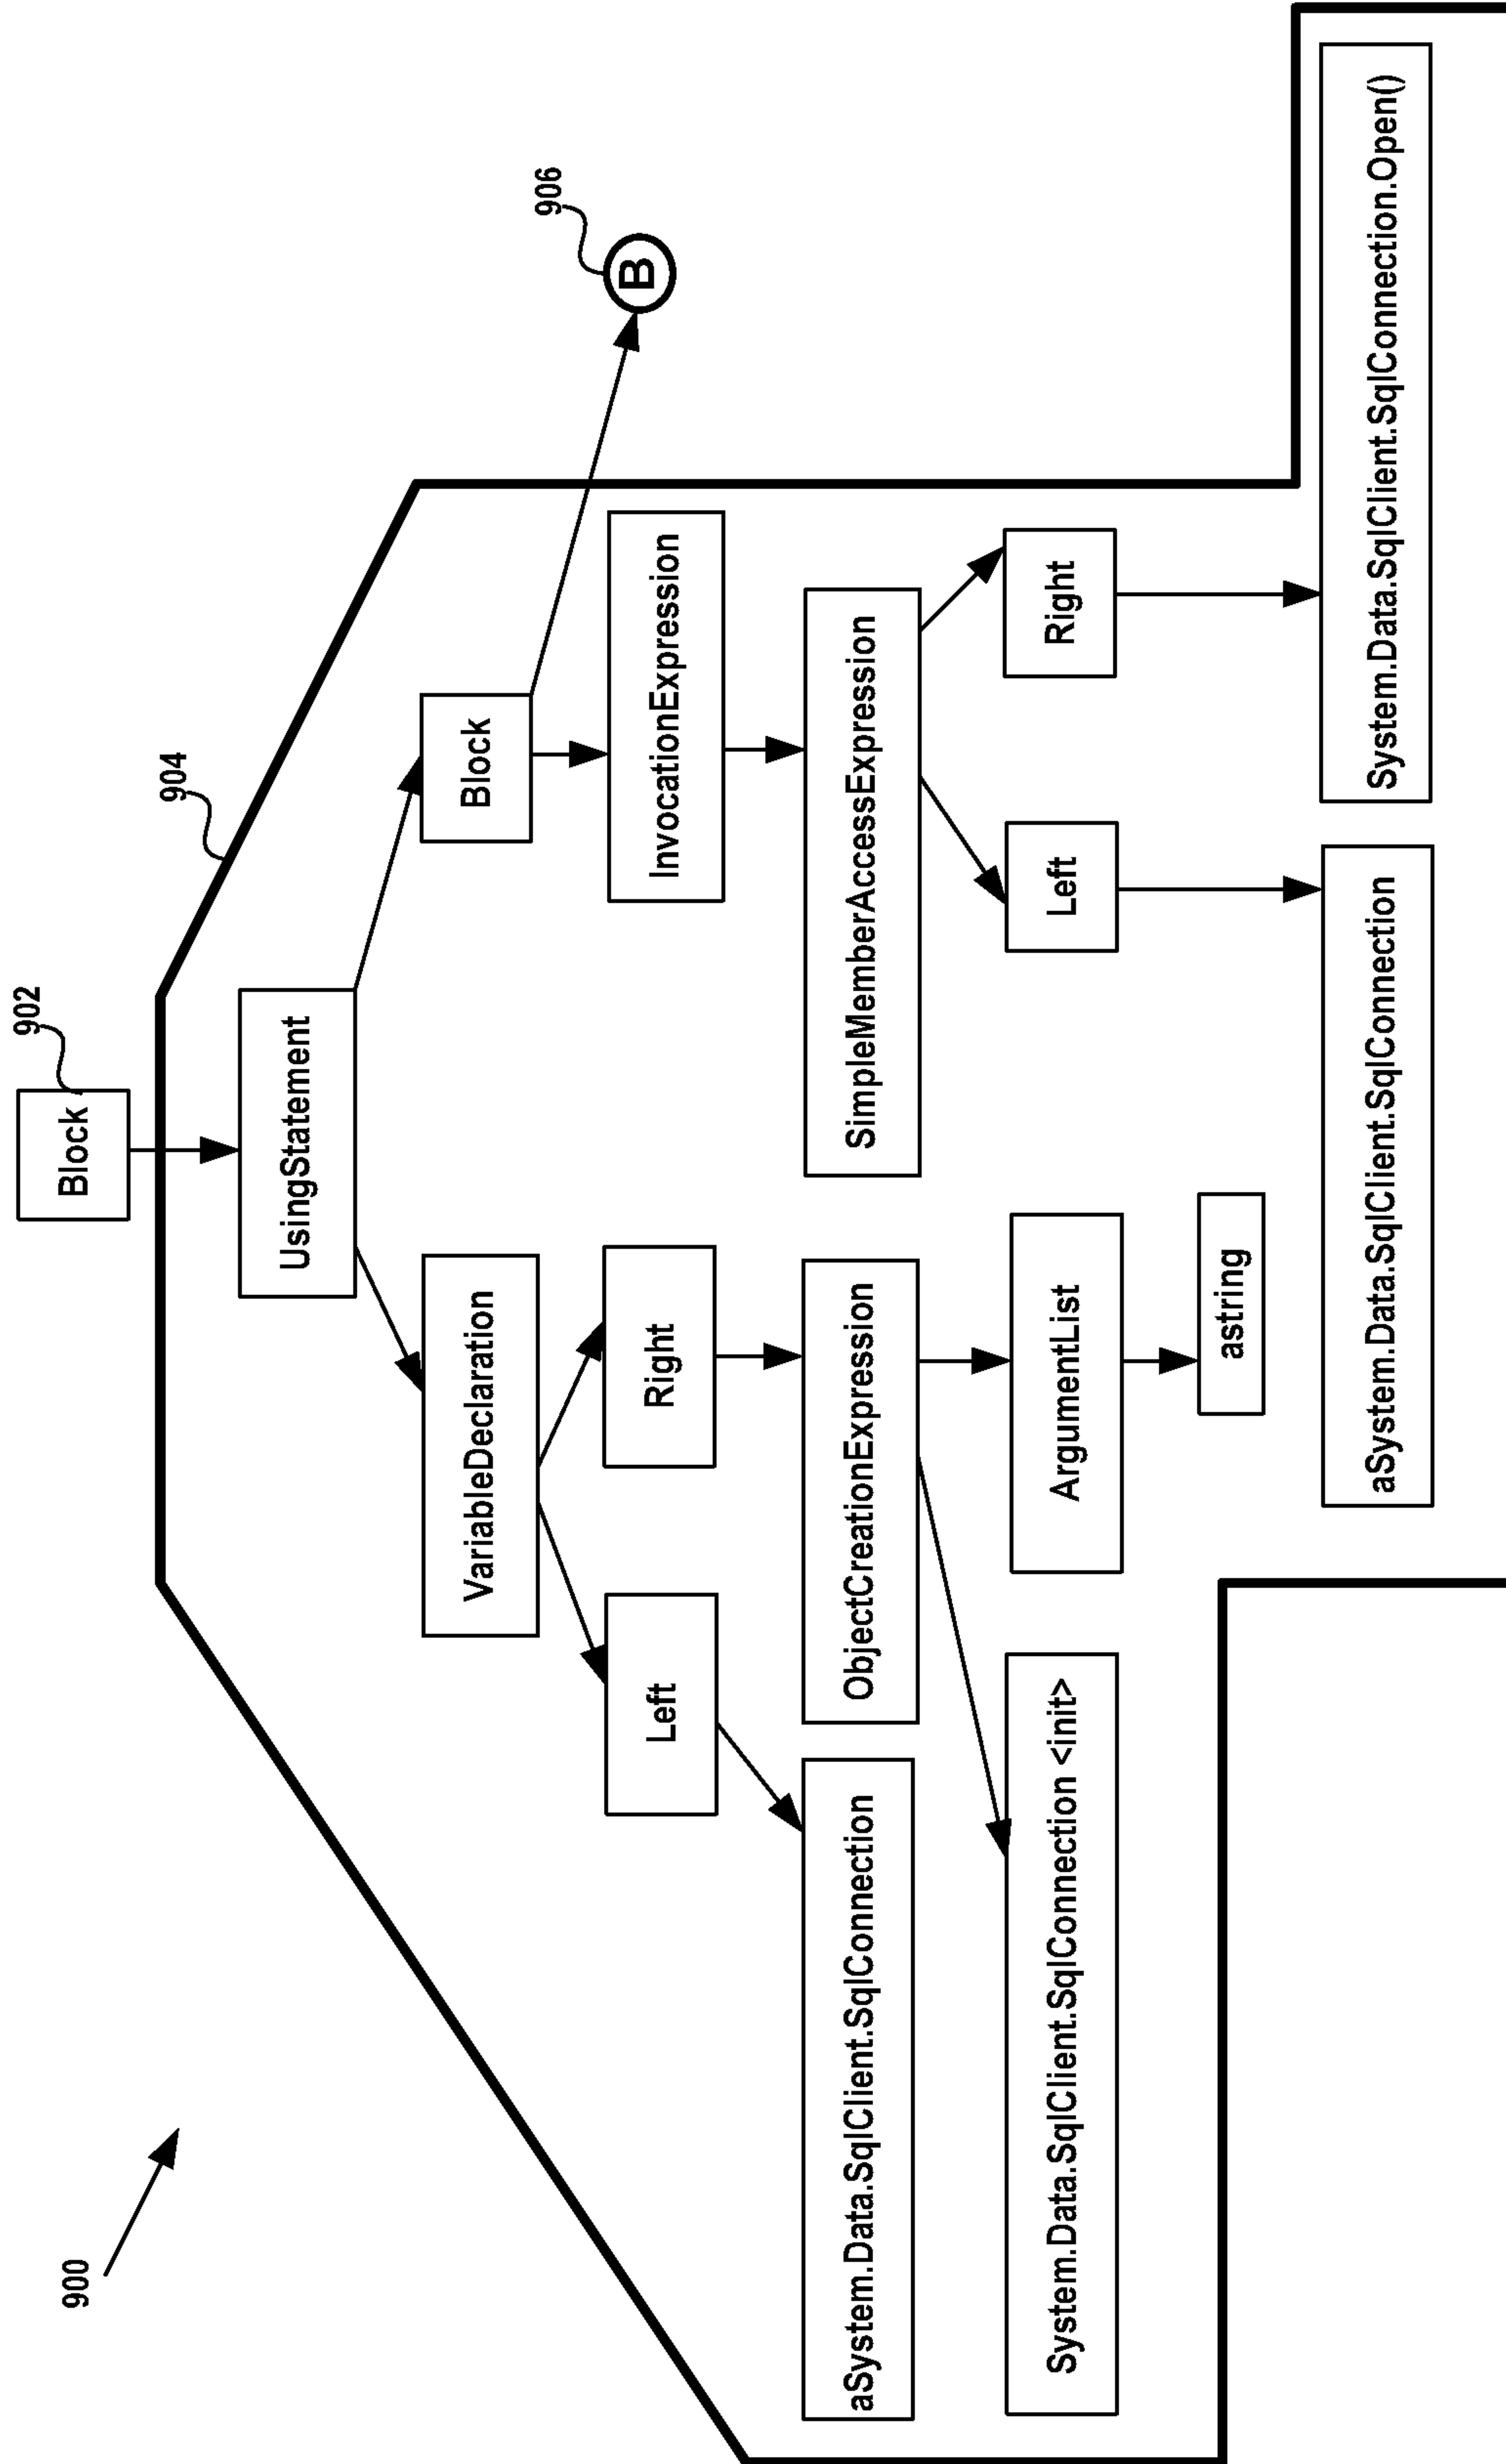 900
902
Block
904
UsingStatement
906
VariableDeclaration
Block
B
Left
Right
InvocationExpression
aSystem.Data.SqlClient.SqlConnection
ObjectCreationExpression
SimpleMemberAccessExpression
System.Data.SqlClient.SqlConnection <init>
ArgumentList
Left
Right
astring
aSystem.Data.SqlClient.SqlConnection
System.Data.SqlClient.SqlConnection.Open()